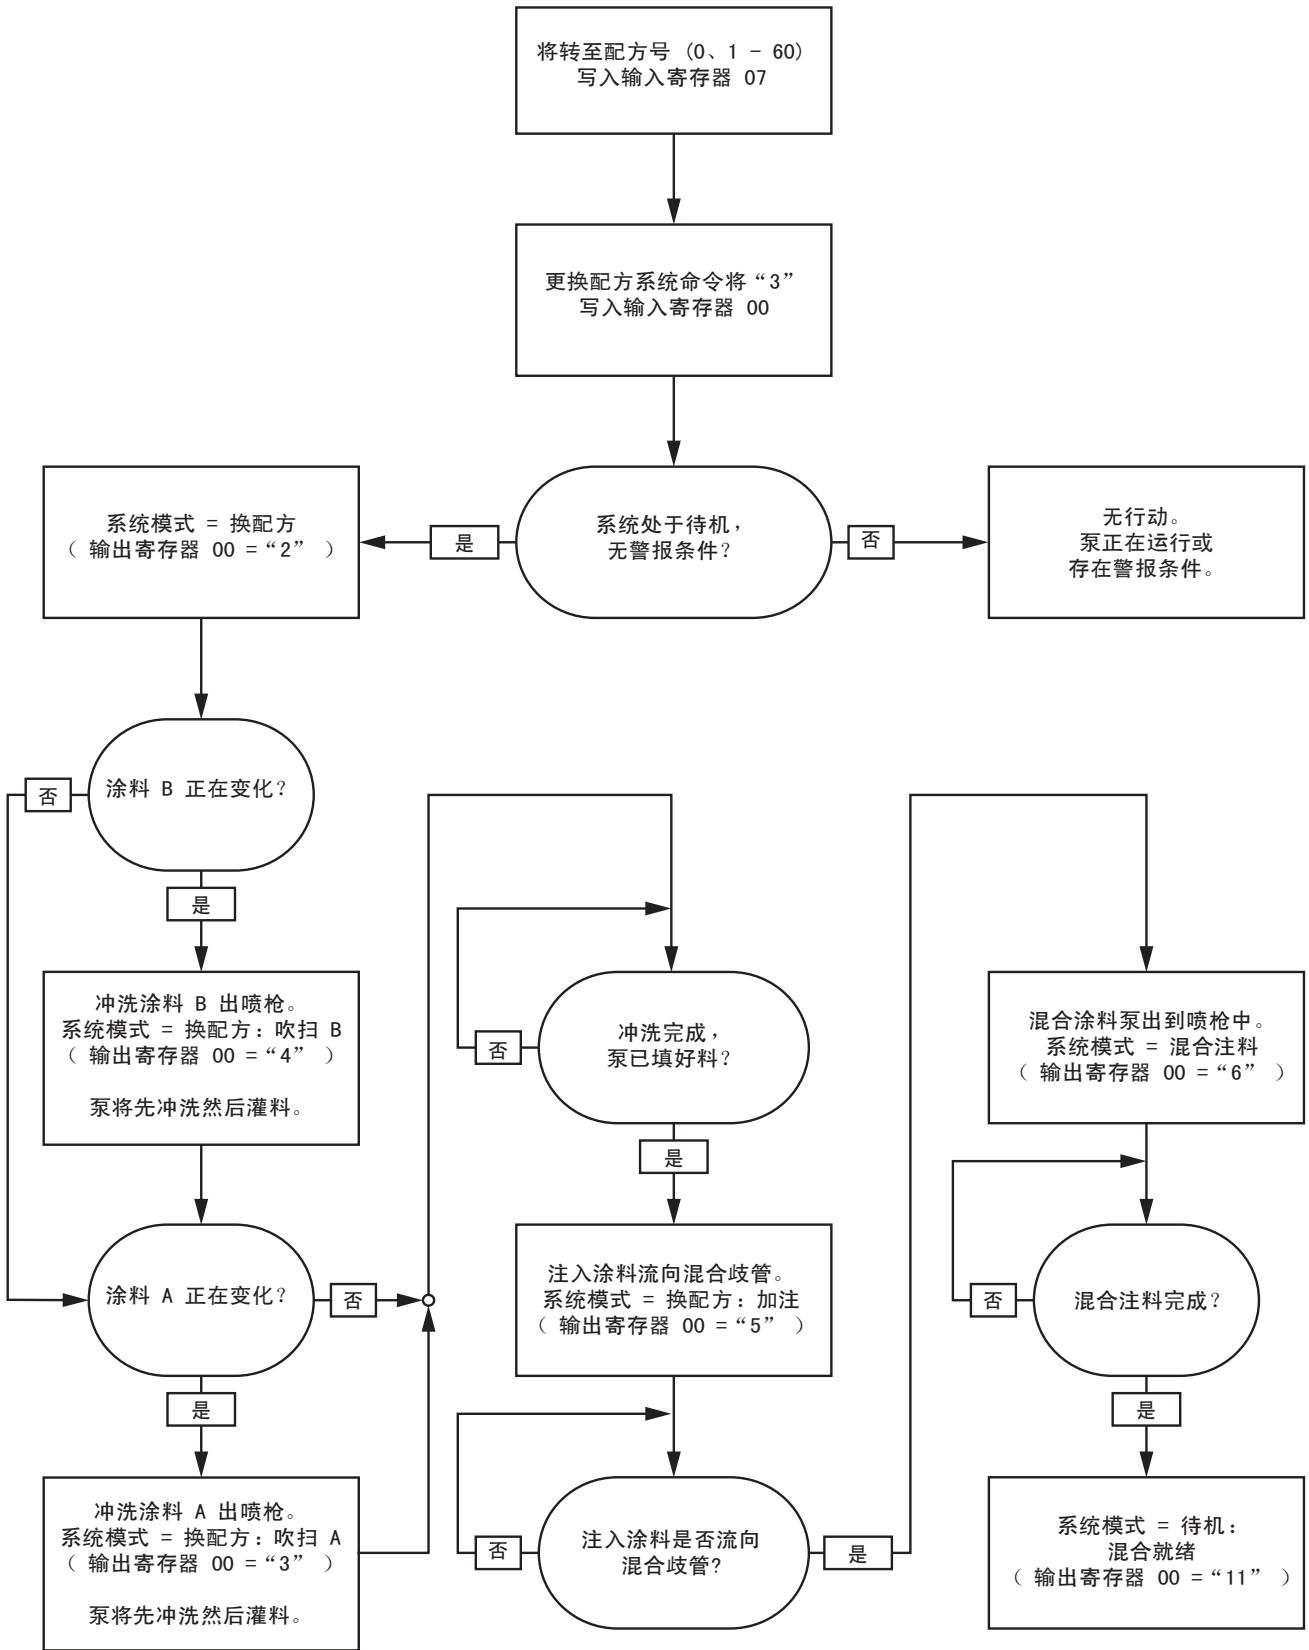 将转至配方号 (0、1 - 60)
写入输入寄存器 07
更换配方系统命令将“3”
写入输入寄存器 00
系统处于待机，
无警报条件？
是
否
系统模式 = 换配方
（ 输出寄存器 00 =“2” ）
无行动。
泵正在运行或
存在警报条件。
涂料 B 正在变化？
否
是
冲洗涂料 B 出喷枪。
系统模式 = 换配方：吹扫 B
（ 输出寄存器 00 =“4” ）
泵将先冲洗然后灌料。
涂料 A 正在变化？
否
是
冲洗涂料 A 出喷枪。
系统模式 = 换配方：吹扫 A
（ 输出寄存器 00 =“3” ）
泵将先冲洗然后灌料。
冲洗完成，
泵已填好料？
否
是
注入涂料流向混合歧管。
系统模式 = 换配方：加注
（ 输出寄存器 00 =“5” ）
注入涂料是否流向
混合歧管?
否
是
混合涂料泵出到喷枪中。
系统模式 = 混合注料
（ 输出寄存器 00 =“6” ）
混合注料完成？
否
是
系统模式 = 待机：
混合就绪
（ 输出寄存器 00 =“11” ）